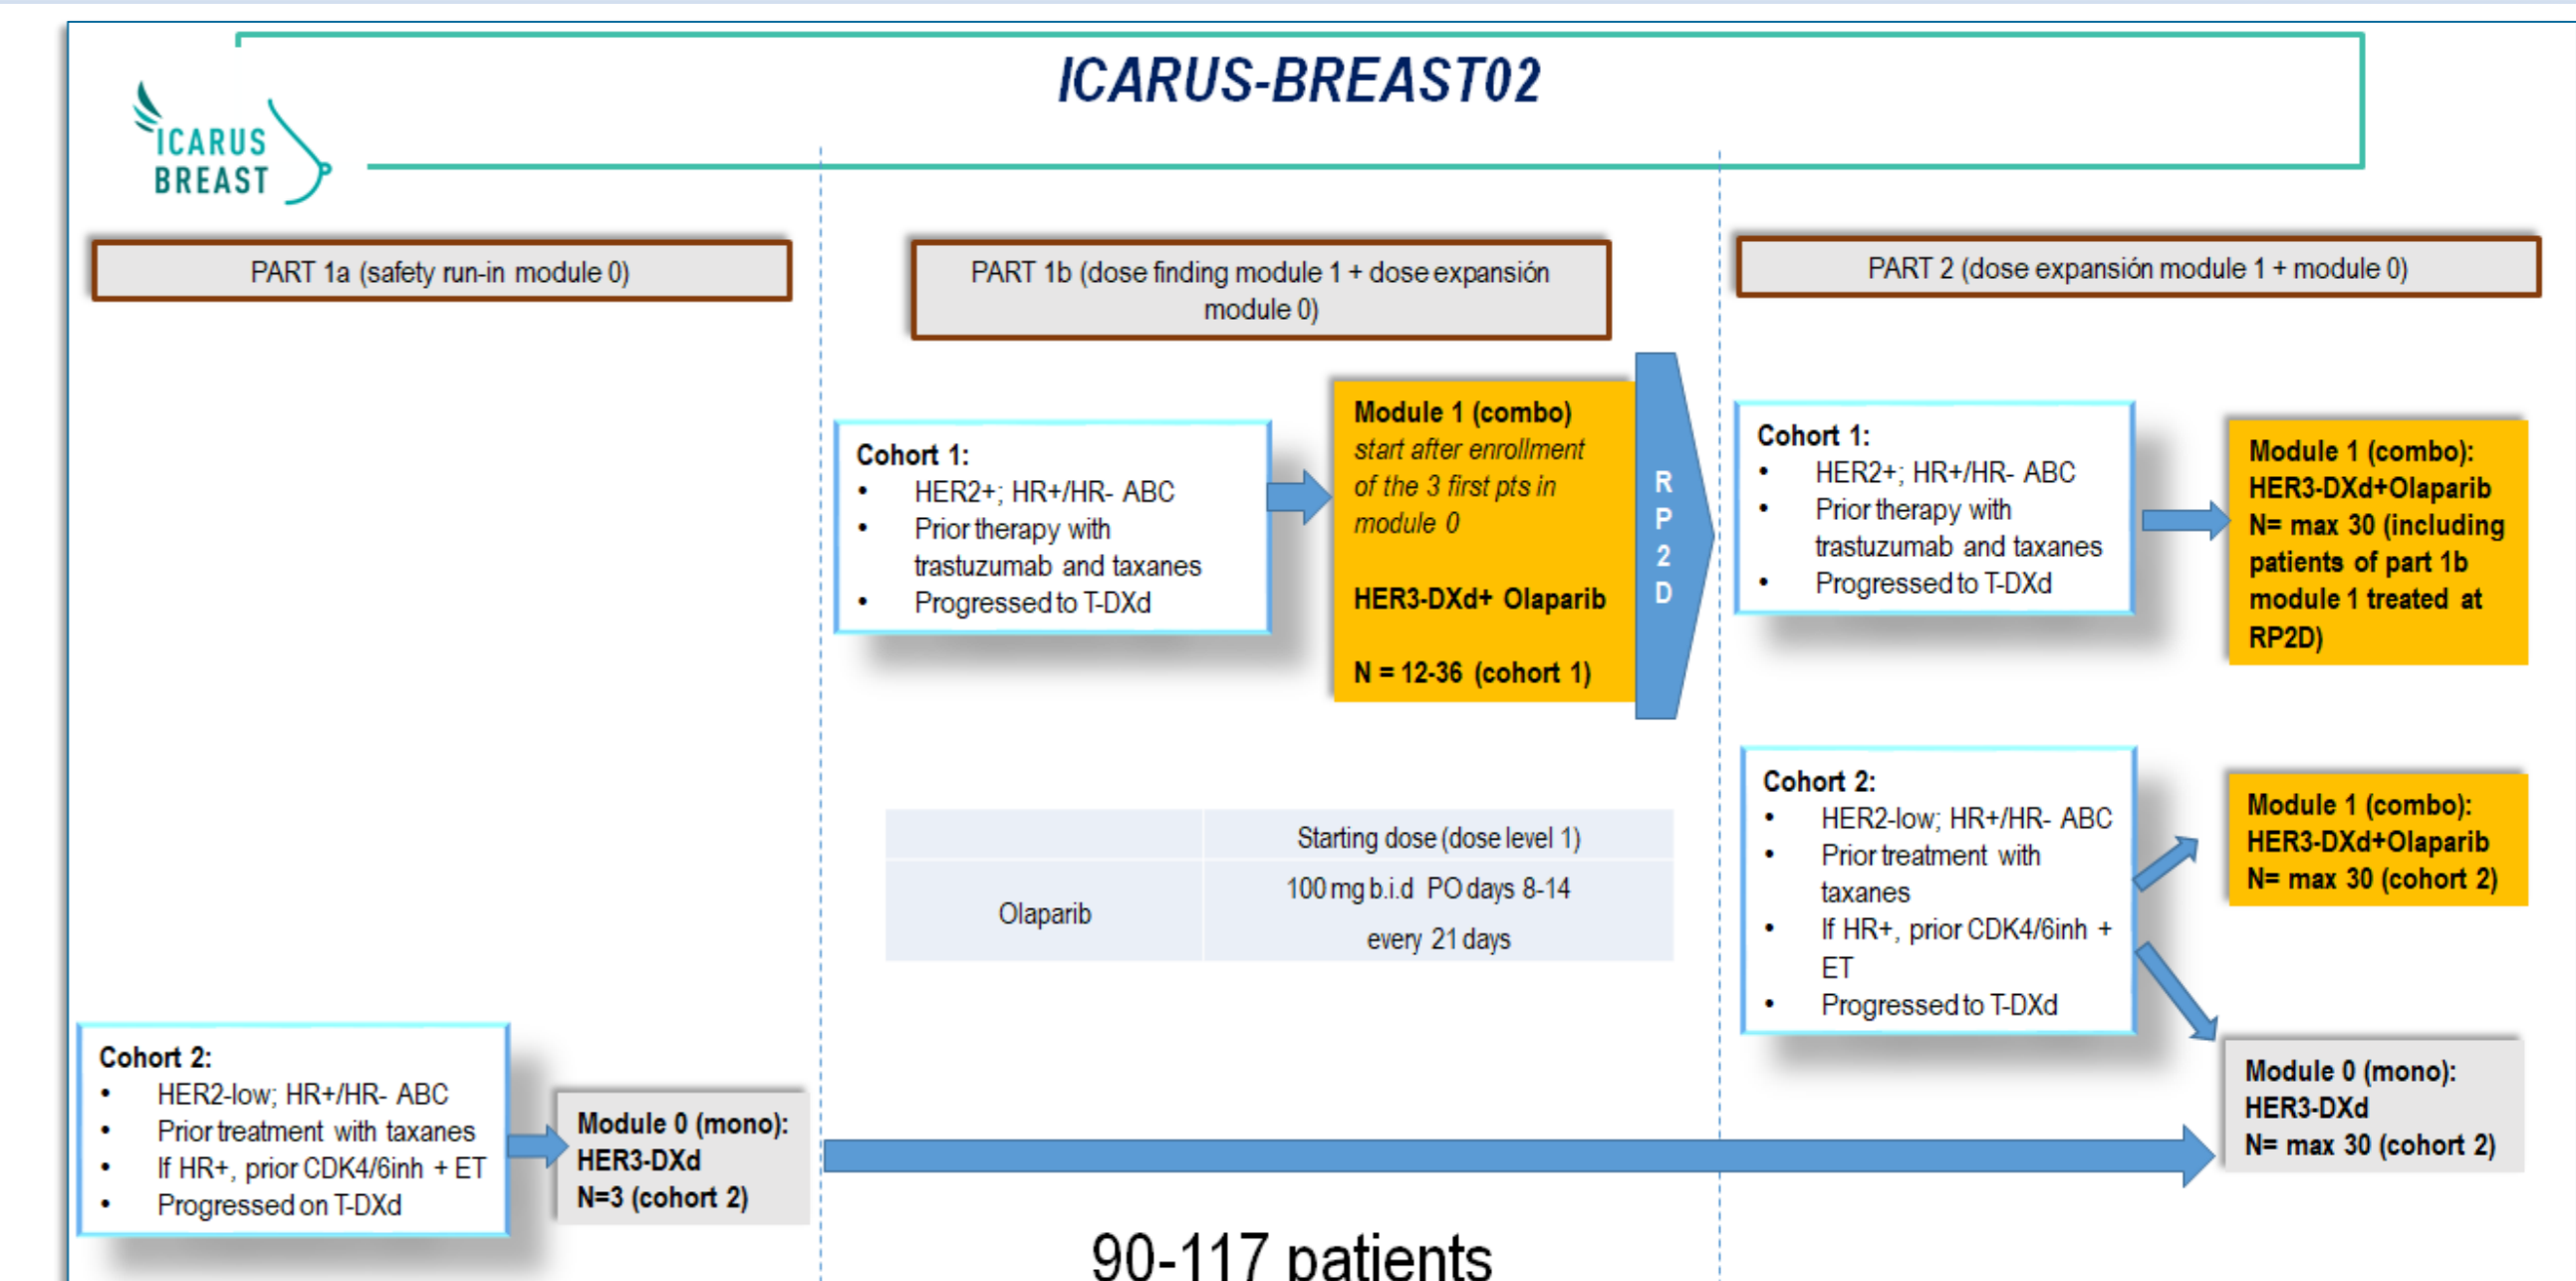 ICARUS-BREAST02
ICARUS
BREAST
PART 1a (safety run-in module 0)
Cohort 2:
• HER2-low; HR+/HR- ABC
• Prior treatment with taxanes
• If HR+, prior CDK4/6inh + ET
• Progressed on T-DXd
Module 0 (mono):
HER3-DXd
N=3 (cohort 2)
PART 1b (dose finding module 1 + dose expansión
module 0)
Cohort 1:
• HER2+; HR+/HR- ABC
• Prior therapy with
trastuzumab and taxanes
• Progressed to T-DXd
Module 1 (combo)
start after enrollment
of the 3 first pts in
module 0
HER3-DXd+ Olaparib
N = 12-36 (cohort 1)
R
P
2
D
Starting dose (dose level 1)
Olaparib
100 mg b.i.d PO days 8-14
every 21 days
PART 2 (dose expansión module 1 + module 0)
Cohort 1:
• HER2+; HR+/HR- ABC
• Prior therapy with
trastuzumab and taxanes
• Progressed to T-DXd
Module 1 (combo):
HER3-DXd+Olaparib
N= max 30 (including
patients of part 1b
module 1 treated at
RP2D)
Cohort 2:
• HER2-low; HR+/HR- ABC
• Prior treatment with
taxanes
• If HR+, prior CDK4/6inh +
ET
• Progressed to T-DXd
Module 1 (combo):
HER3-DXd+Olaparib
N= max 30 (cohort 2)
Module 0 (mono):
HER3-DXd
N= max 30 (cohort 2)
90-117 patients